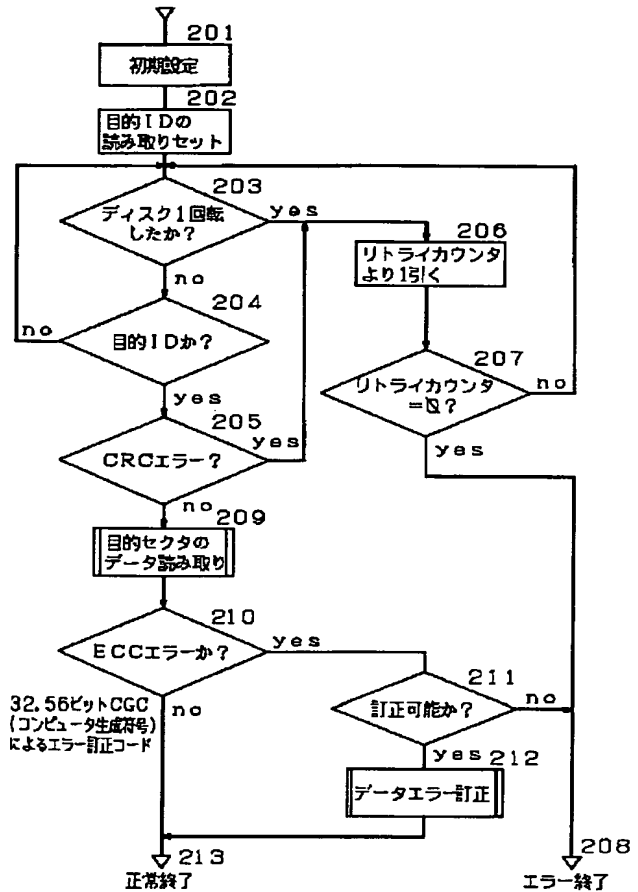 201
初期設定
202
目的IDの
読み取りセット
203
ディスク1回転
したか?
yes
no
206
リトライカウンタ
より1引く
204
目的IDか?
no
yes
207
リトライカウンタ
=0?
no
yes
205
CRCエラー?
yes
no
209
目的セクタの
データ読み取り
210
ECCエラーか?
yes
no
32.56ビットCGC
(コンピュータ生成符号)
によるエラー訂正コード
211
訂正可能か?
no
yes
212
データエラー訂正
213
正常終了
208
エラー終了